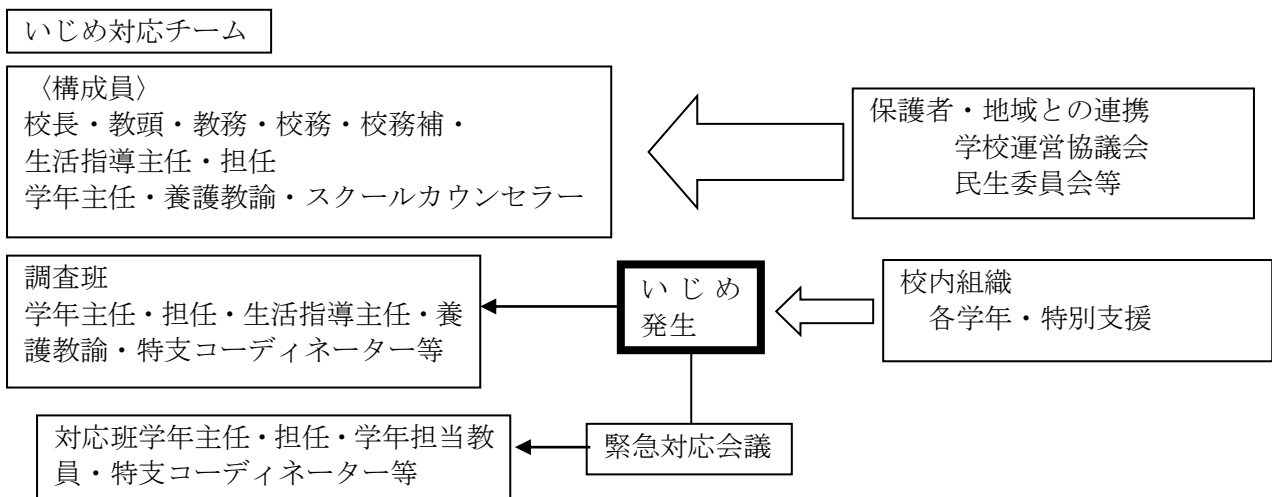 いじめ対応チーム
〈構成員〉
校長・教頭・教務・校務・校務補・
生活指導主任・担任
学年主任・養護教諭・スクールカウンセラー
保護者・地域との連携
学校運営協議会
民生委員会等
調査班
学年主任・担任・生活指導主任・養
護教諭・特支コーディネーター等
いじめ
発生
校内組織
各学年・特別支援
対応班学年主任・担任・学年担当教
員・特支コーディネーター等
緊急対応会議